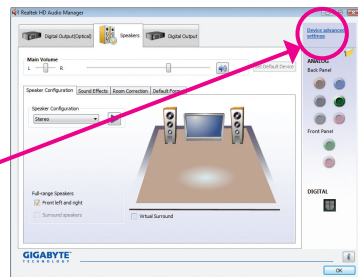 Realtek HD Audio Manager
Digital Output(Optical)
Speakers
Digital Output
Device advanced
settings
Main Volume
L
R
Default Device
ANALOG
Back Panel
Speaker Configuration
Sound Effects
Room Correction
Default Format
Speaker Configuration
Stereo
Front Panel
Full-range Speakers
Front left and right
Surround speakers
Virtual Surround
DIGITAL
GIGABYTE
TECHNOLOGY
OK